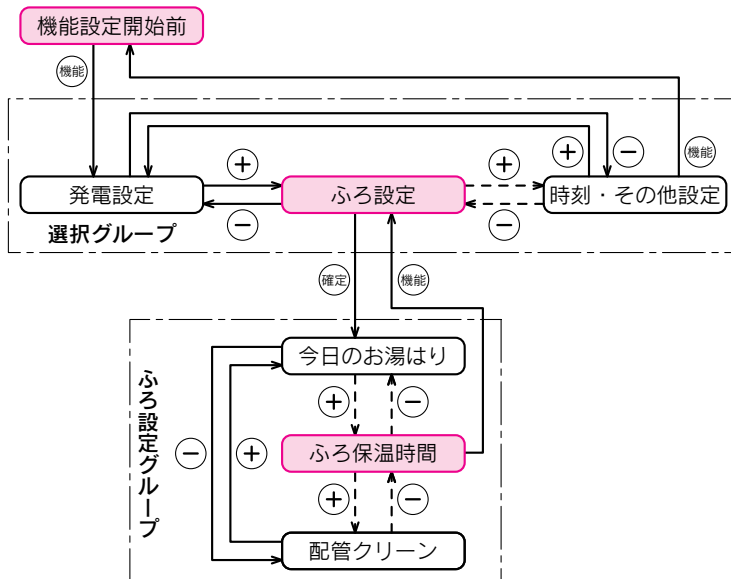 機能設定開始前
機能
発電設定
+
−
ふろ設定
+
−
+
−
機能
時刻・その他設定
選択グループ
確定
機能
ふろ設定グループ
今日のお湯はり
−
+
+
−
ふろ保温時間
+
−
配管クリーン